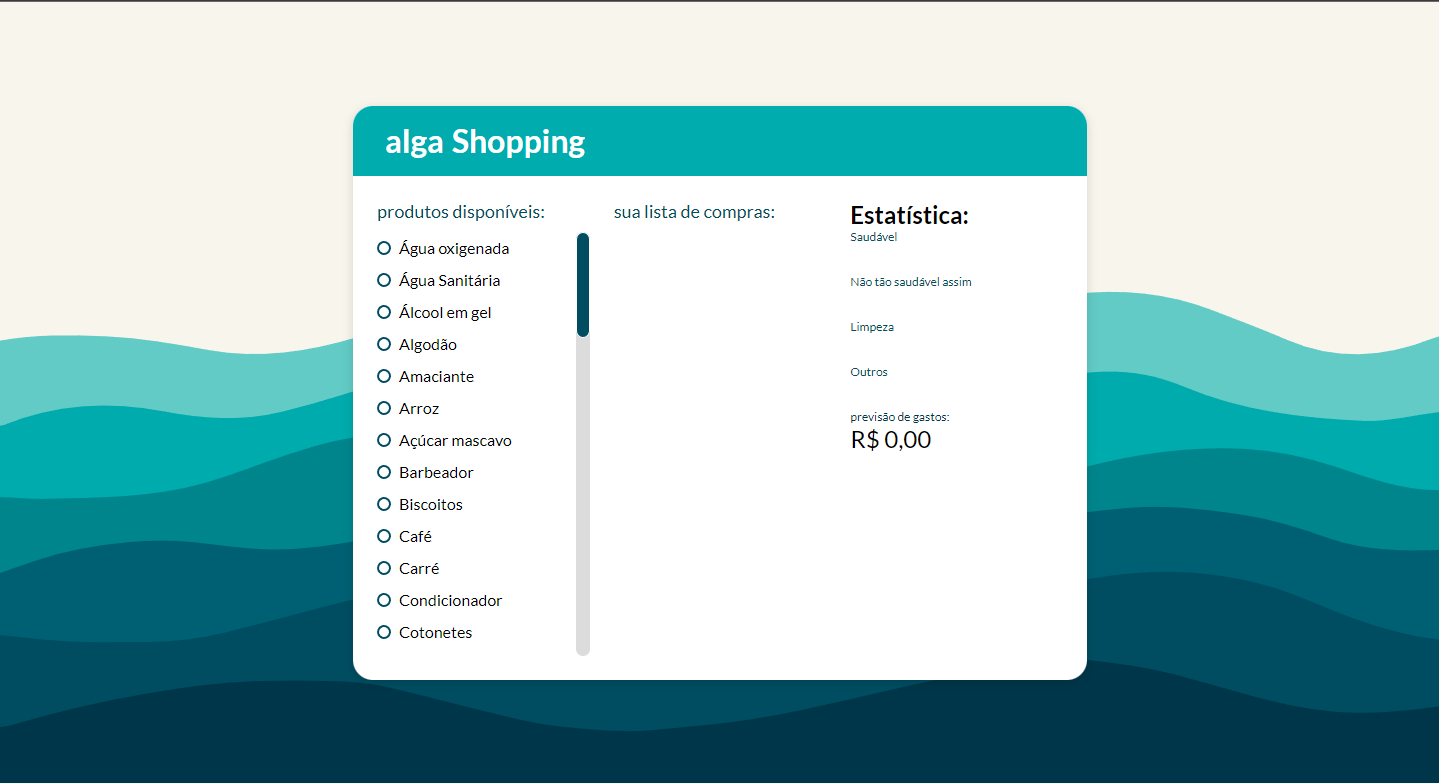 alga Shopping
produtos disponíveis:
Água oxigenada
Água Sanitária
Álcool em gel
Algodão
Amaciante
Arroz
Açúcar mascavo
Barbeador
Biscoitos
Café
Carré
Condicionador
Cotonetes
sua lista de compras:
Estatística:
Saudável
Não tão saudável assim
Limpeza
Outros
previsão de gastos:
R$ 0,00